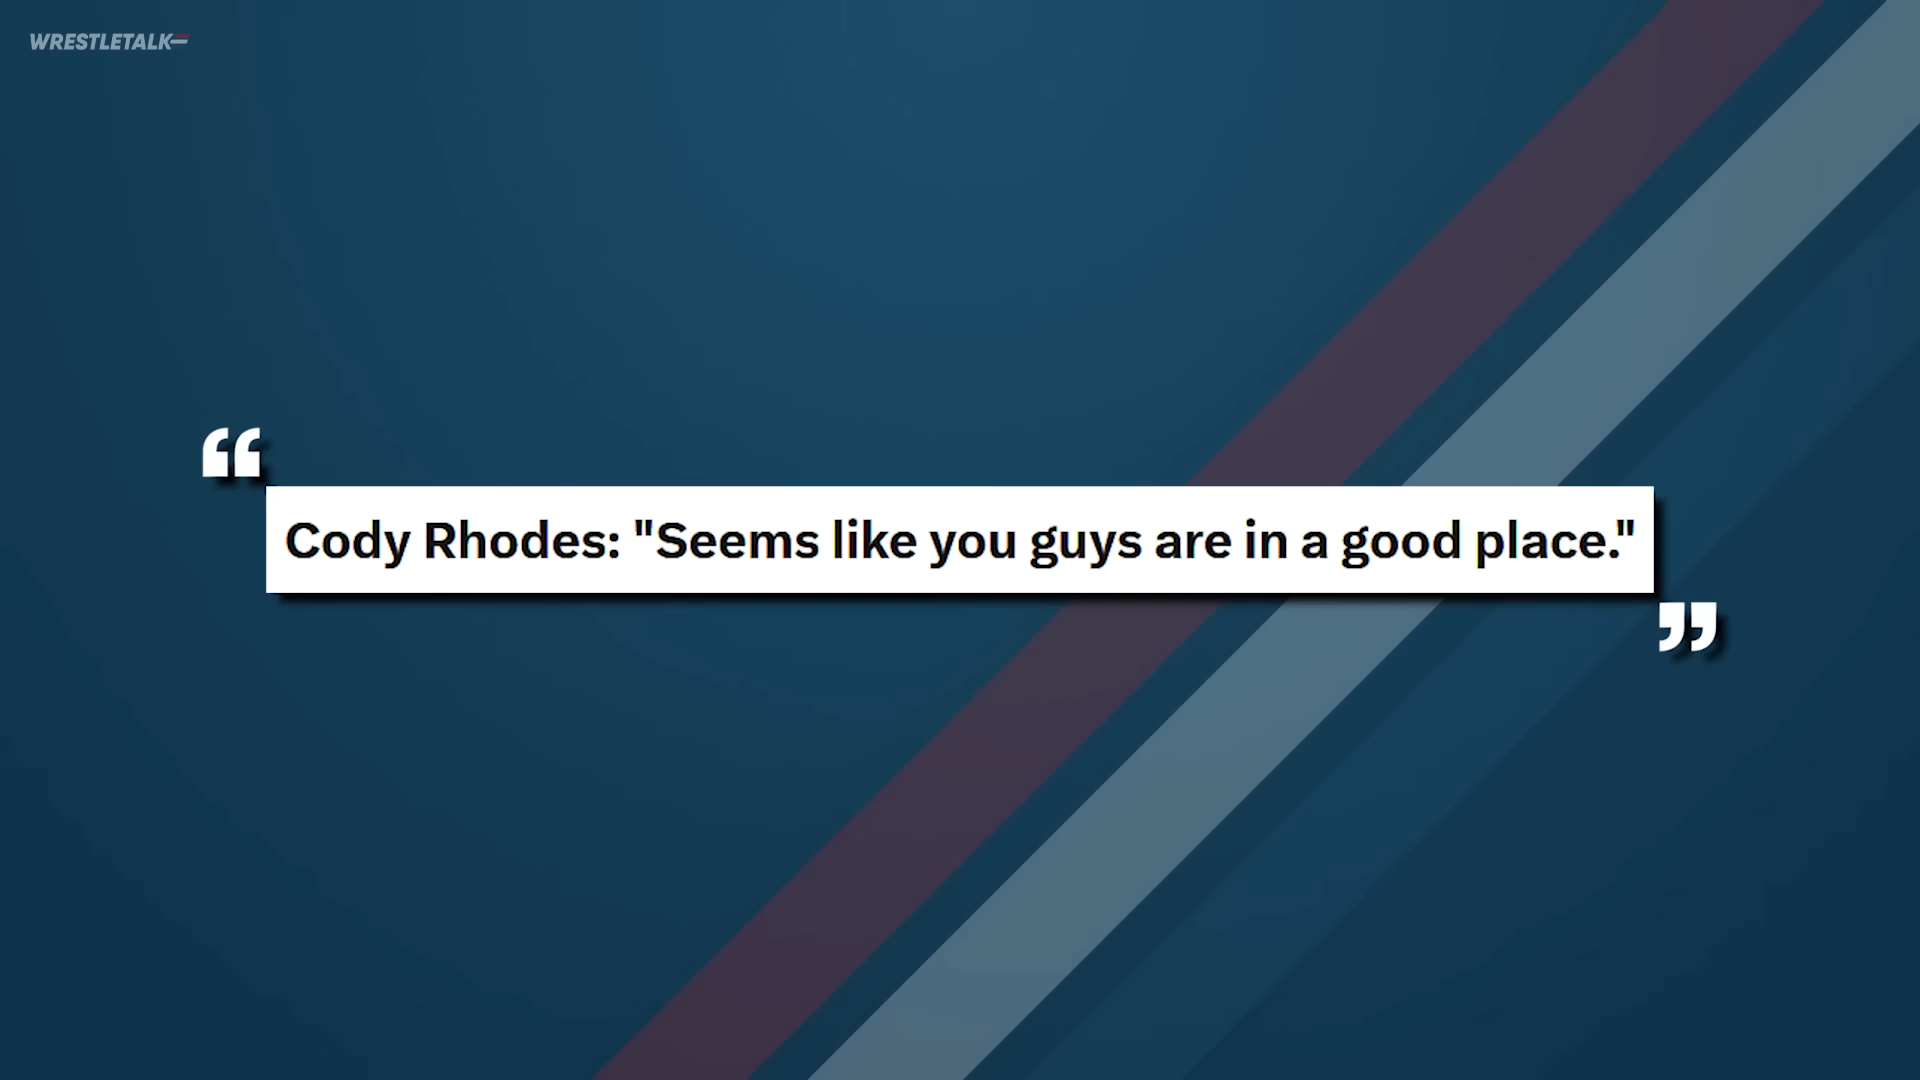 WRESTLETALK
“
Cody Rhodes: "Seems like you guys are in a good place."
”